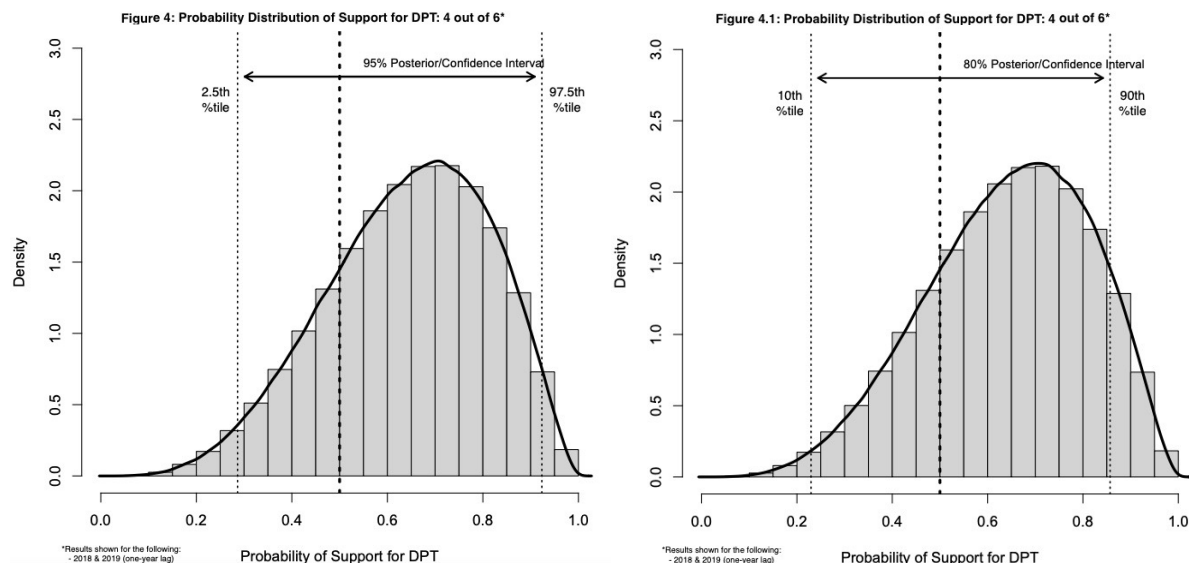 Figure 4: Probability Distribution of Support for DPT: 4 out of 6*
3.0
2.5
2.0
1.5
1.0
0.5
0.0
Density
95% Posterior/Confidence Interval
2.5th
%tile
97.5th
%tile
0.0 0.2 0.4 0.6 0.8 1.0
Probability of Support for DPT
*Results shown for the following:
- 2018 & 2019 (one-year lag)
Figure 4.1: Probability Distribution of Support for DPT: 4 out of 6*
3.0
2.5
2.0
1.5
1.0
0.5
0.0
Density
80% Posterior/Confidence Interval
10th
%tile
90th
%tile
0.0 0.2 0.4 0.6 0.8 1.0
Probability of Support for DPT
*Results shown for the following:
- 2018 & 2019 (one-year lag)